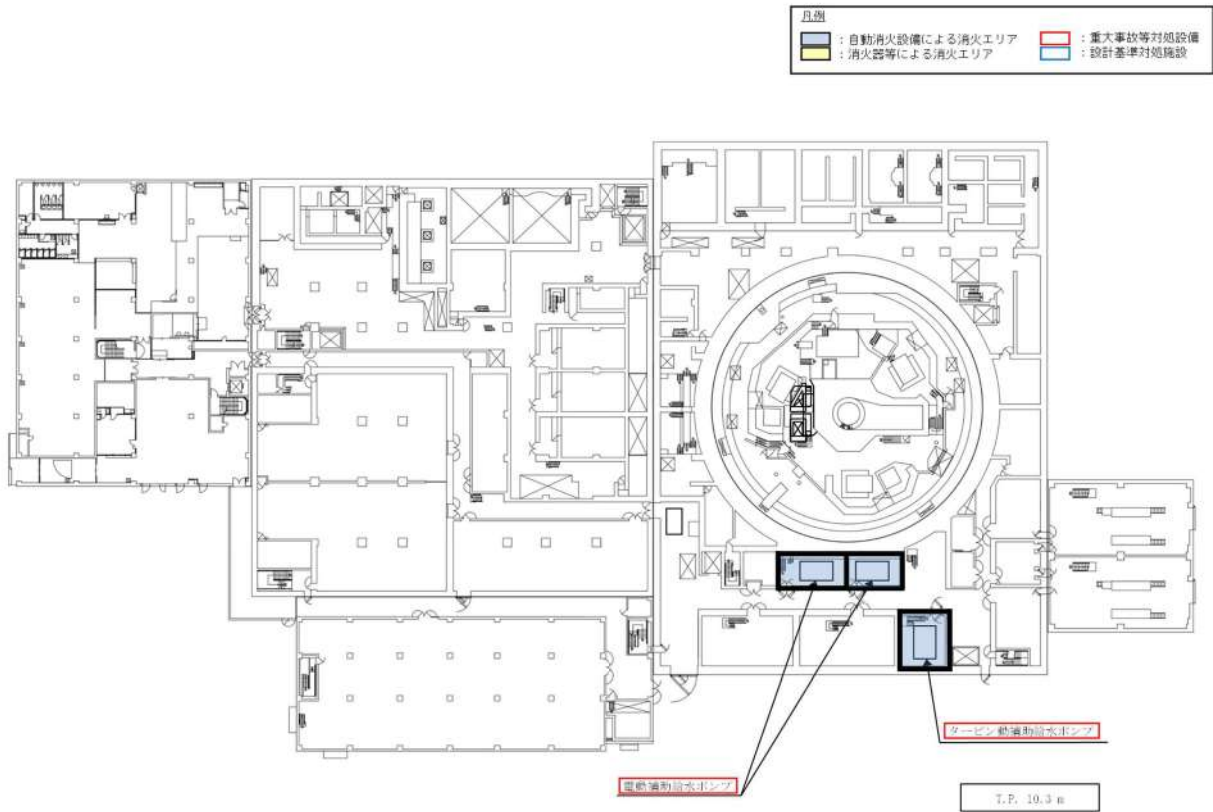 凡例
：自動消火設備による消火エリア
：重大事故等対処設備
：消火器等による消火エリア
：設計基準対処施設
タービン動補助給水ポンプ
電動補助給水ポンプ
T.P. 10.3 m